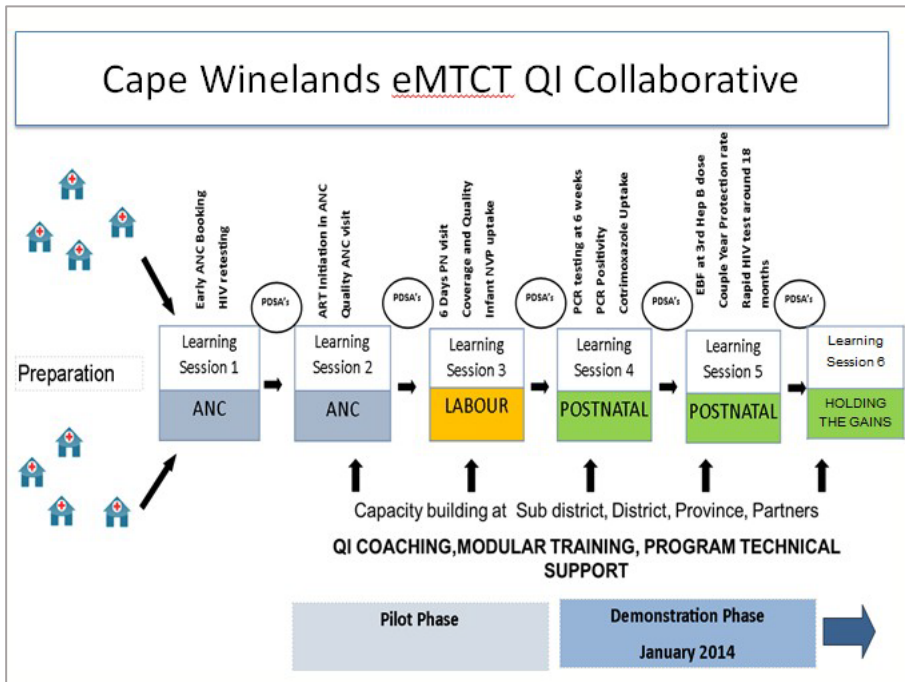 Cape Winelands eMTCT QI Collaborative
Early ANC Booking
HIV retesting
ART Initiation in ANC
Quality ANC visit
6 Days PN visit
Coverage and Quality
Infant NVP uptake
PCR testing at 6 weeks
PCR Positivity
Cotrimoxazole Uptake
EBF at 3rd Hep B dose
Couple Year Protection rate
Rapid HIV test around 18
months
PDSA's
PDSA's
PDSA's
PDSA's
PDSA's
Preparation
Learning
Session 1
ANC
Learning
Session 2
ANC
Learning
Session 3
LABOUR
Learning
Session 4
POSTNATAL
Learning
Session 5
POSTNATAL
Learning
Session 6
HOLDING
THE GAINS
Capacity building at Sub district, District, Province, Partners
QI COACHING,MODULAR TRAINING, PROGRAM TECHNICAL
SUPPORT
Pilot Phase
Demonstration Phase
January 2014